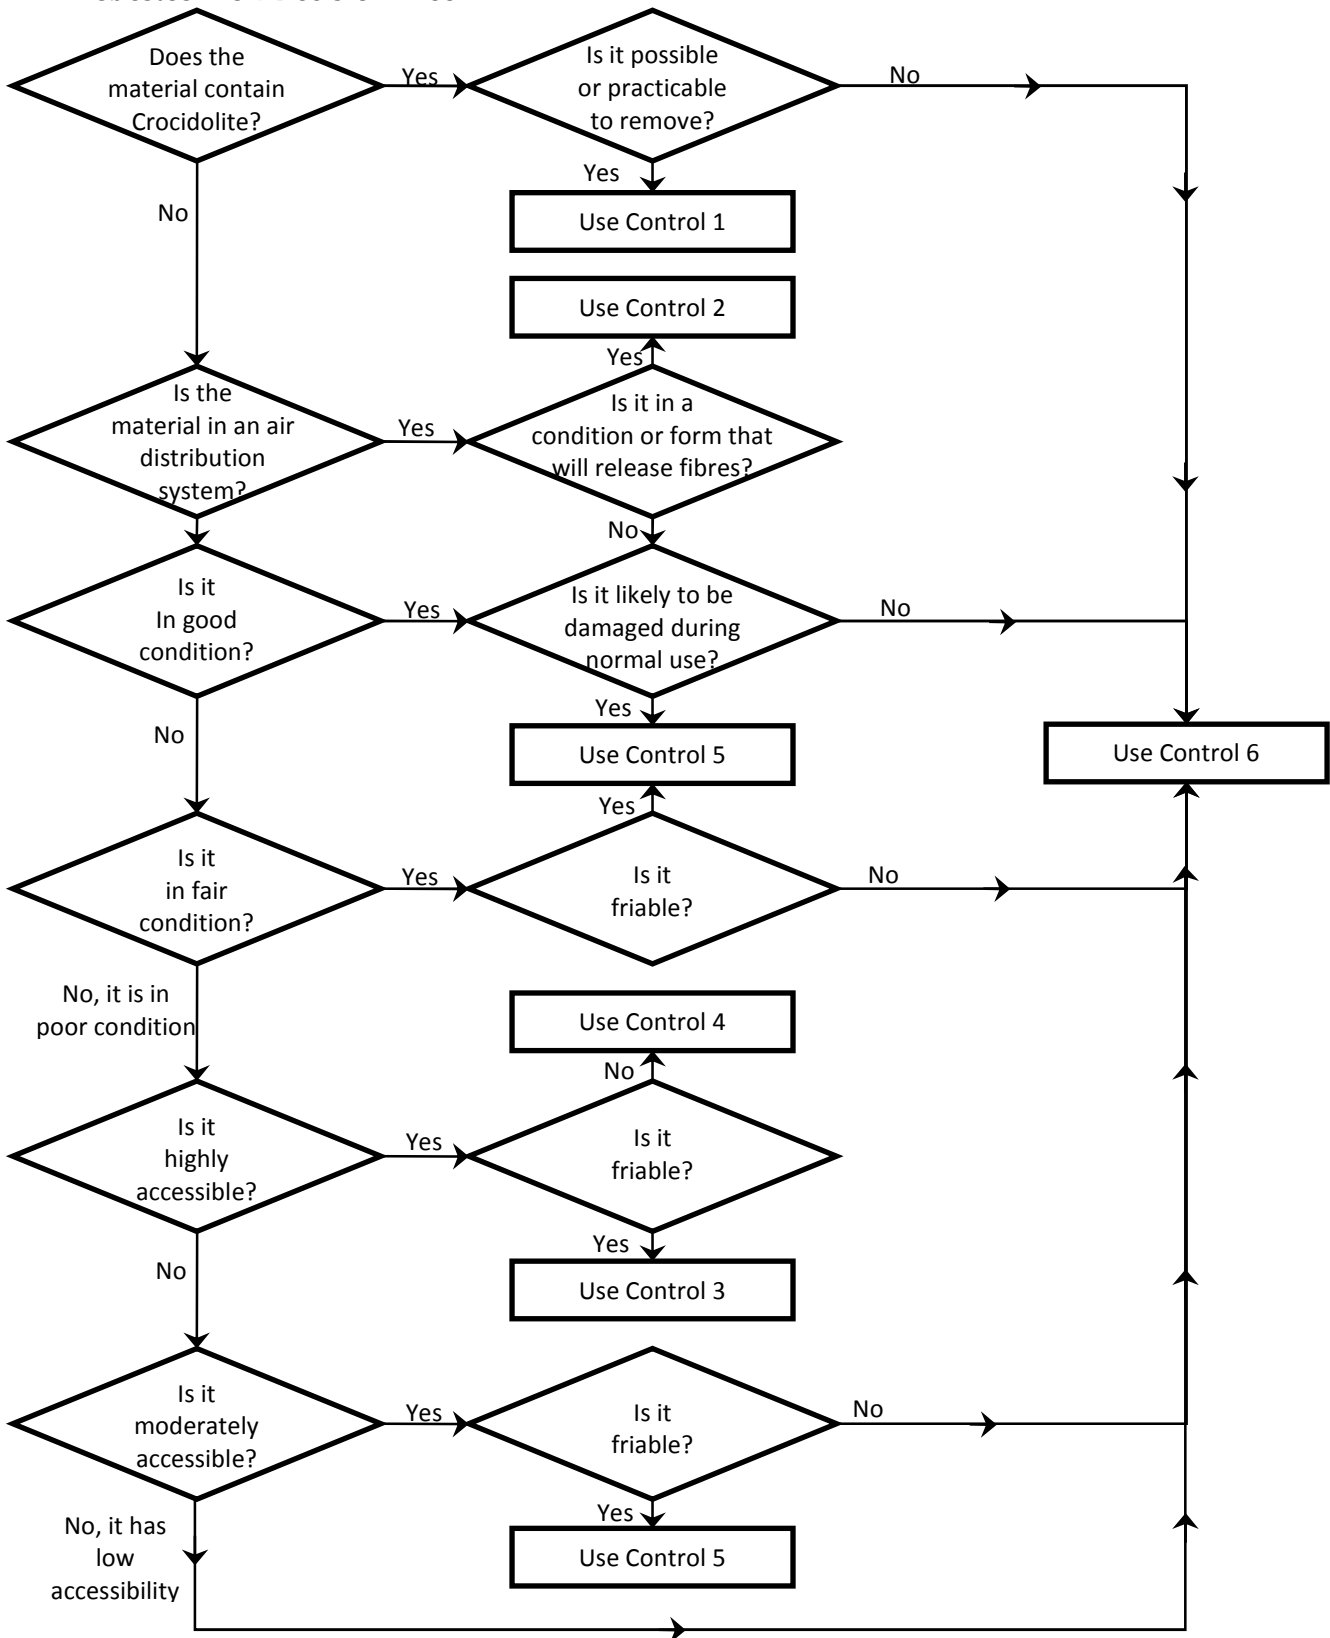 Does the
material contain
Crocidolite?
Yes
Is it possible
or practicable
to remove?
No
Yes
Use Control 1
No
Use Control 2
Yes
Is the
material in an air
distribution
system?
Yes
Is it in a
condition or form that
will release fibres?
No
Is it
In good
condition?
Yes
Is it likely to be
damaged during
normal use?
No
Yes
No
Use Control 5
Use Control 6
Yes
Is it
in fair
condition?
Yes
Is it
friable?
No
No, it is in
poor condition
Use Control 4
No
Is it
highly
accessible?
Yes
Is it
friable?
Yes
No
Use Control 3
Is it
moderately
accessible?
Yes
Is it
friable?
No
Yes
No, it has
low
accessibility
Use Control 5